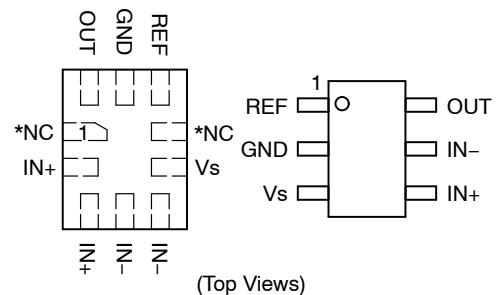 OUT GND REF
1
*NC
*NC
IN+
Vs
IN+ IN− IN−
1
REF
OUT
GND
IN−
Vs
IN+
(Top Views)